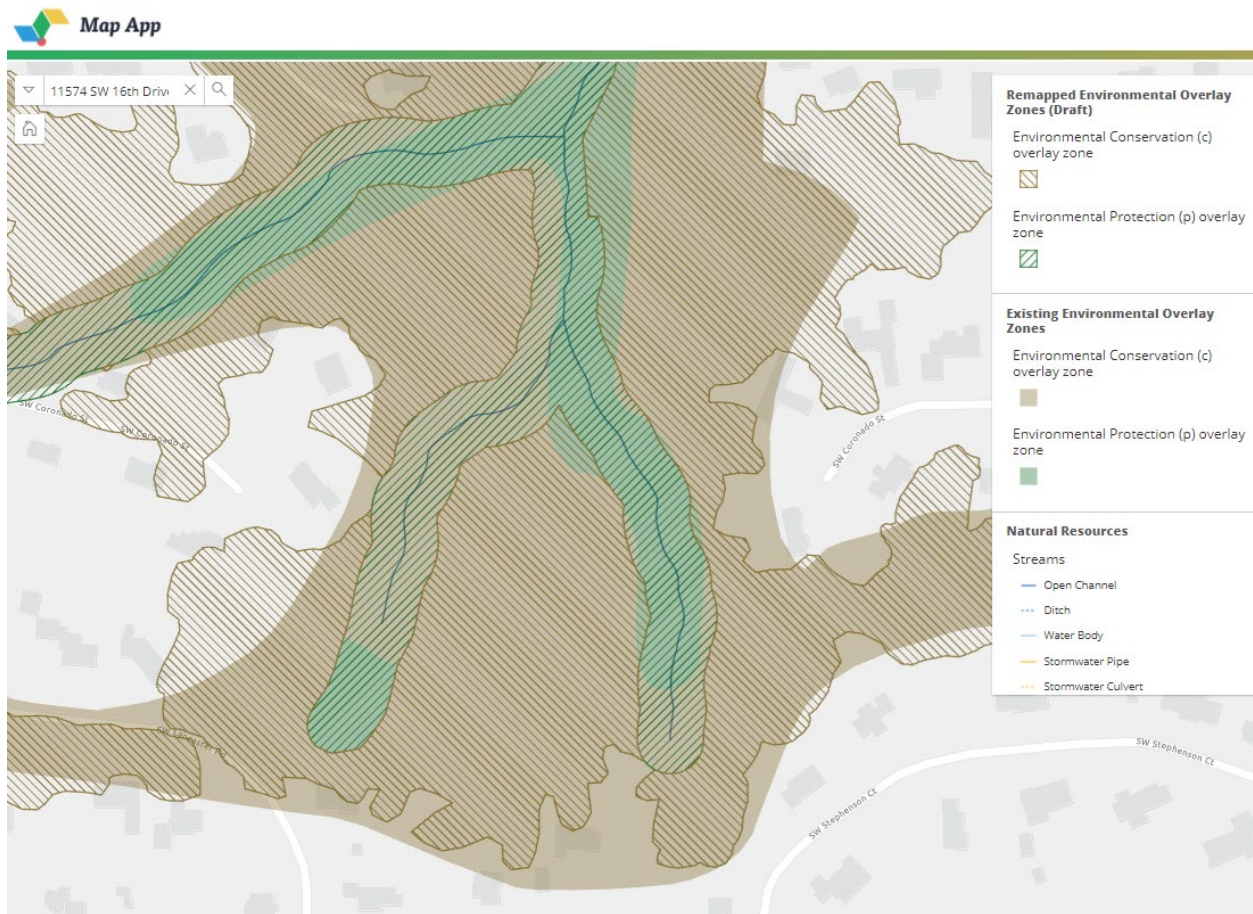 Map App
11574 SW 16th Driv
Remapped Environmental Overlay
Zones (Draft)
Environmental Conservation (c)
overlay zone
Environmental Protection (p) overlay
zone
Existing Environmental Overlay
Zones
Environmental Conservation (c)
overlay zone
Environmental Protection (p) overlay
zone
Natural Resources
Streams
Open Channel
Ditch
Water Body
Stormwater Pipe
Stormwater Culvert
SW Coronado St
SW Coronado St
SW Coronado St
SW Lancaster Rd
SW Stephenson Ct
SW Stephenson Ct